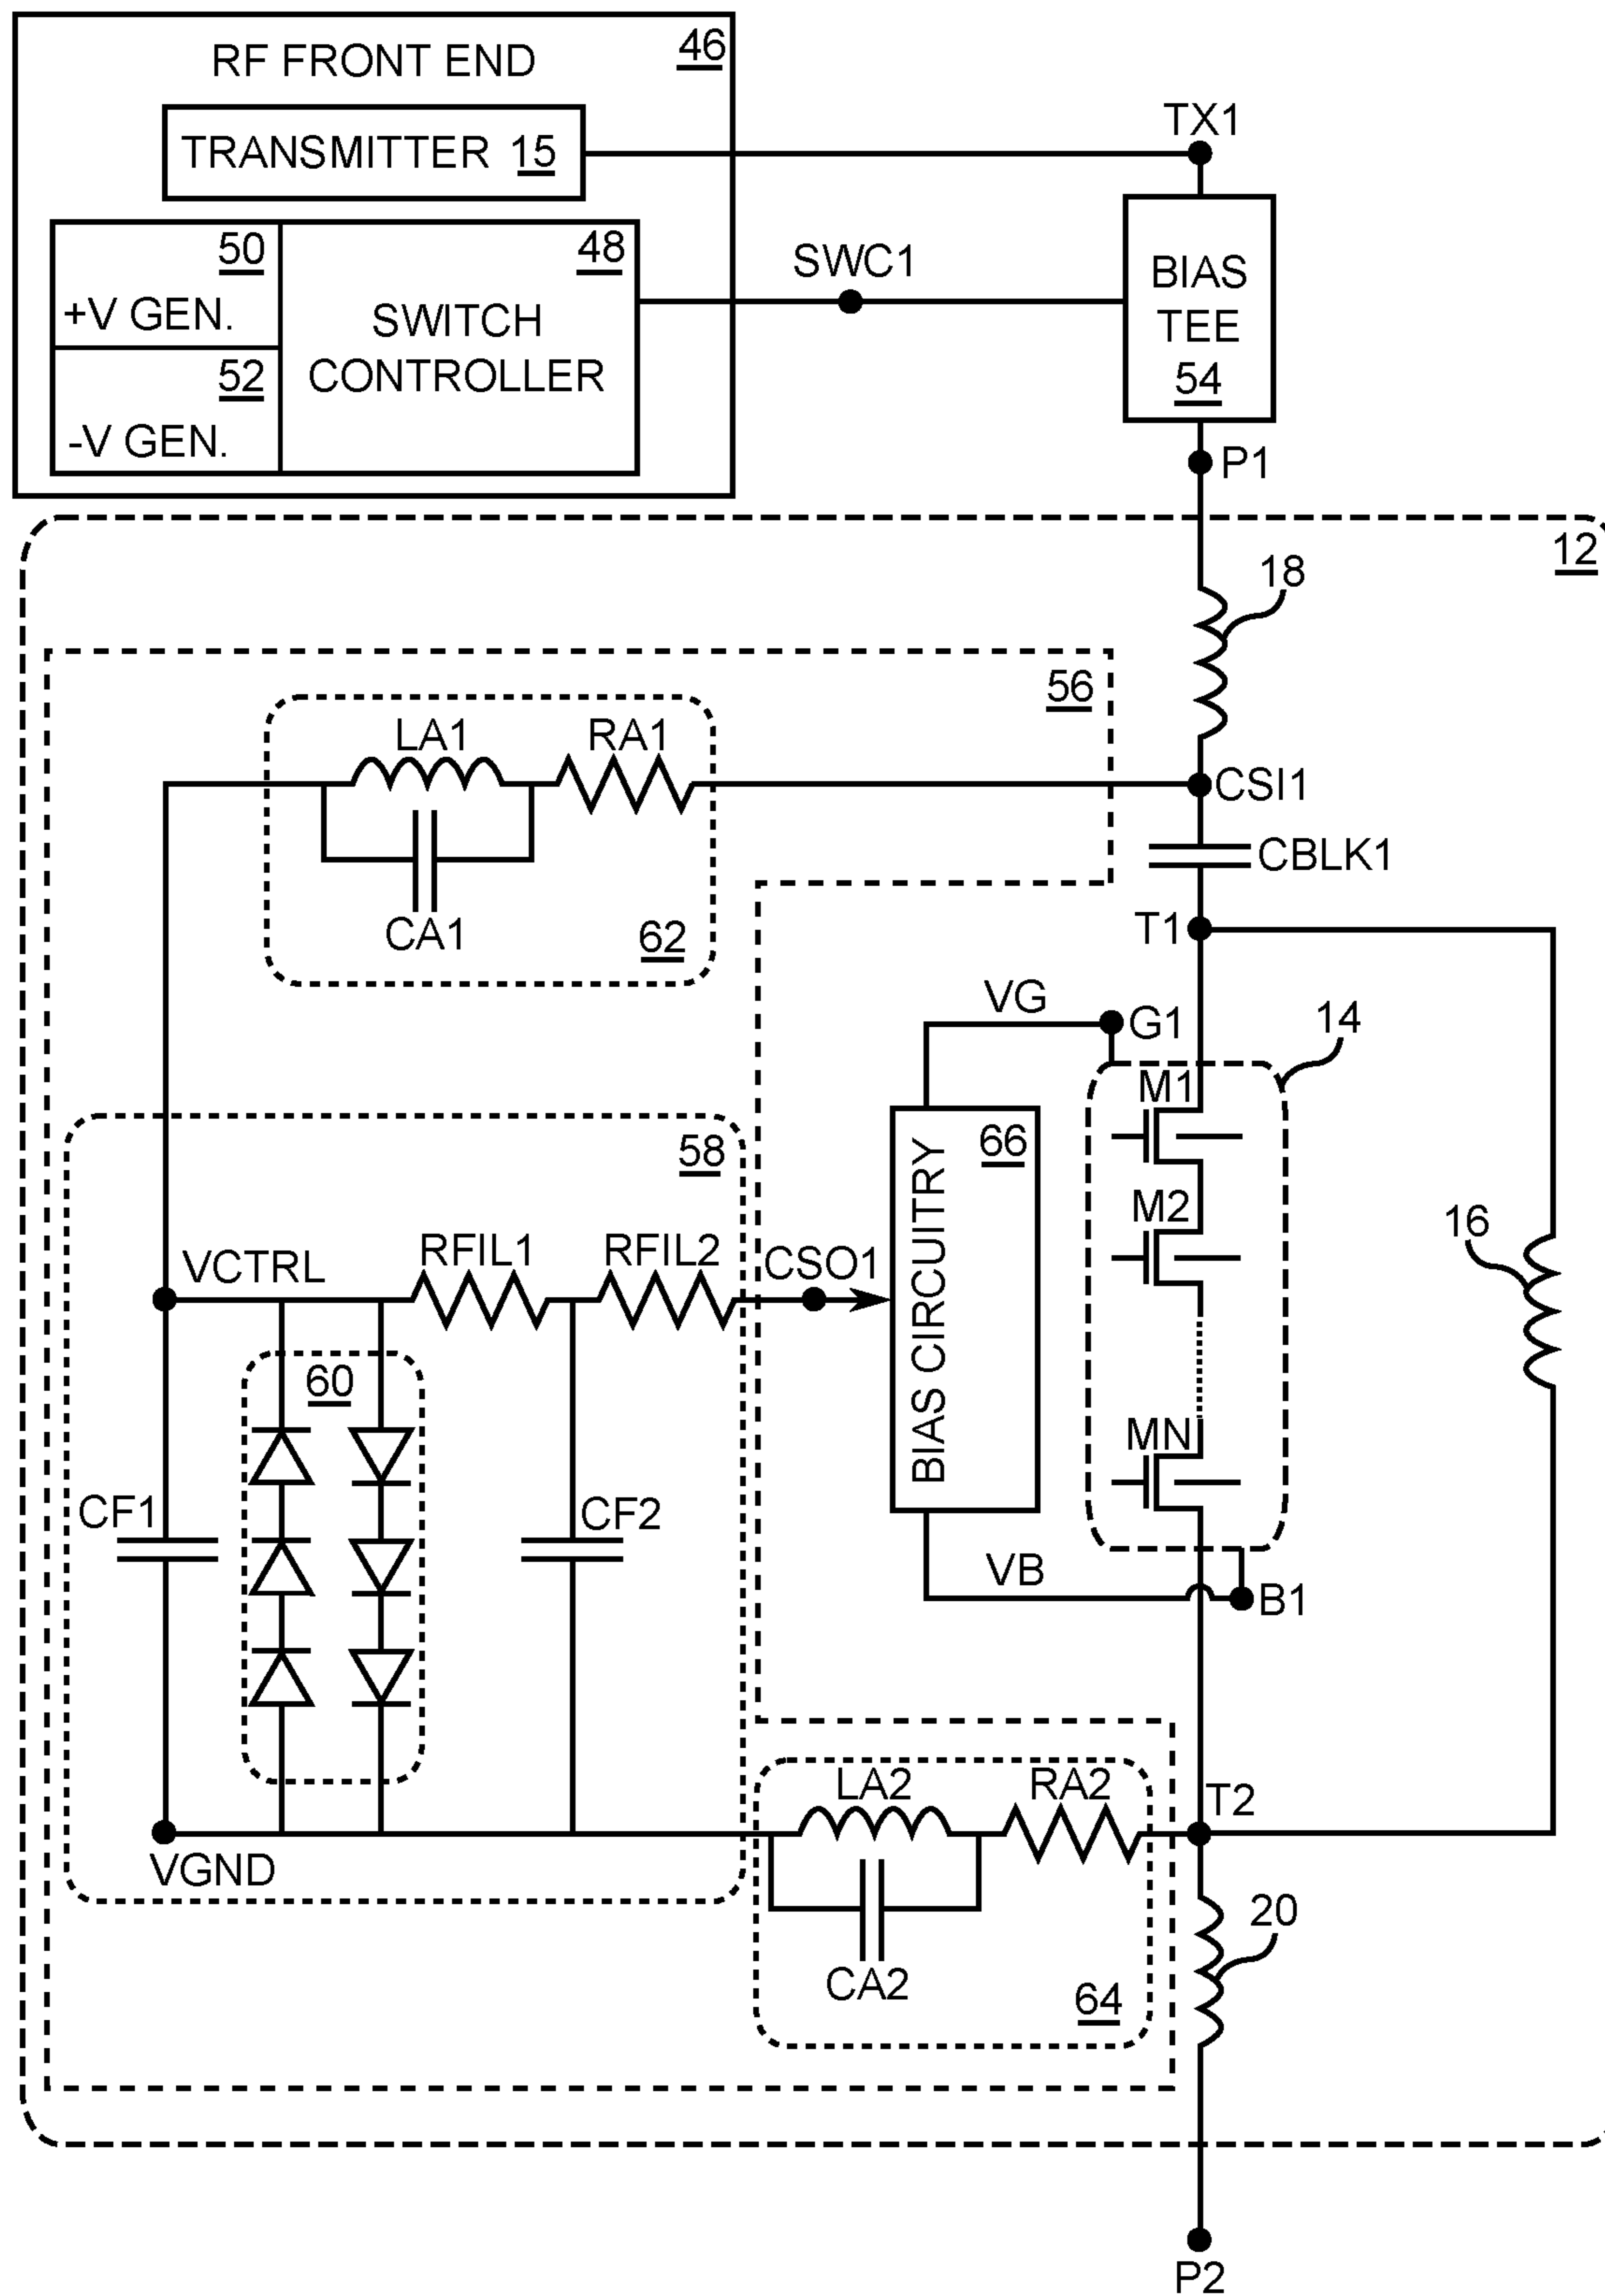 RF FRONT END
46
TRANSMITTER 15
TX1
50
+V GEN.
52
-V GEN.
48
SWITCH
CONTROLLER
SWC1
BIAS
TEE
54
P1
12
18
56
LA1
RA1
CSI1
CA1
62
CBLK1
T1
VG
G1
14
M1
58
66
BIAS CIRCUITRY
M2
16
VCTRL
RFIL1
RFIL2
CSO1
60
MN
CF1
CF2
VB
B1
LA2
RA2
T2
VGND
20
CA2
64
P2